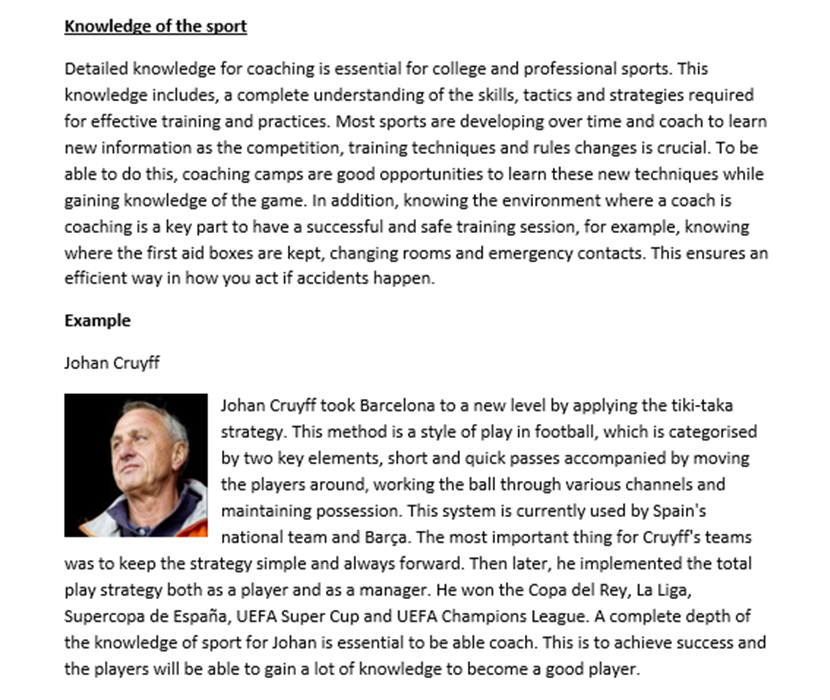 Knowledge of the sport
Detailed knowledge for coaching is essential for college and professional sports. This
knowledge includes, a complete understanding of the skills, tactics and strategies required
for effective training and practices. Most sports are developing over time and coach to learn
new information as the competition, training techniques and rules changes is crucial. To be
able to do this, coaching camps are good opportunities to learn these new techniques while
gaining knowledge of the game. In addition, knowing the environment where a coach is
coaching is a key part to have a successful and safe training session, for example, knowing
where the first aid boxes are kept, changing rooms and emergency contacts. This ensures an
efficient way in how you act if accidents happen.
Example
Johan Cruyff
Johan Cruyff took Barcelona to a new level by applying the tiki-taka
strategy. This method is a style of play in football, which is categorised
by two key elements, short and quick passes accompanied by moving
the players around, working the ball through various channels and
maintaining possession. This system is currently used by Spain's
national team and Barça. The most important thing for Cruyff's teams
was to keep the strategy simple and always forward. Then later, he implemented the total
play strategy both as a player and as a manager. He won the Copa del Rey, La Liga,
Supercopa de España, UEFA Super Cup and UEFA Champions League. A complete depth of
the knowledge of sport for Johan is essential to be able coach. This is to achieve success and
the players will be able to gain a lot of knowledge to become a good player.